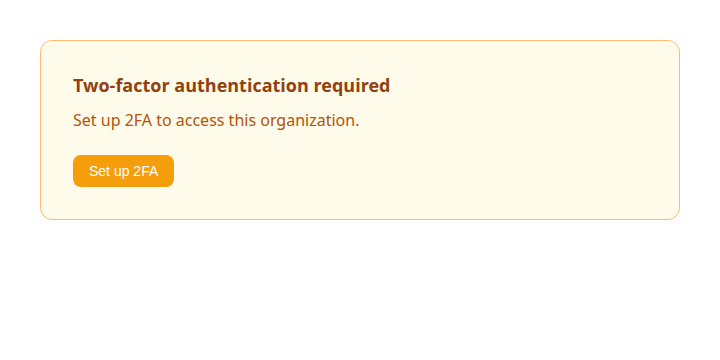 Two-factor authentication required
Set up 2FA to access this organization.
Set up 2FA